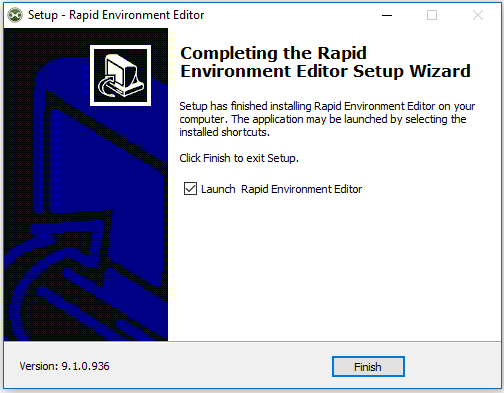 Setup - Rapid Environment Editor
Completing the Rapid
Environment Editor Setup Wizard
Setup has finished installing Rapid Environment Editor on your
computer. The application may be launched by selecting the
installed shortcuts.
Click Finish to exit Setup.
Launch Rapid Environment Editor
Version: 9.1.0.936
Finish